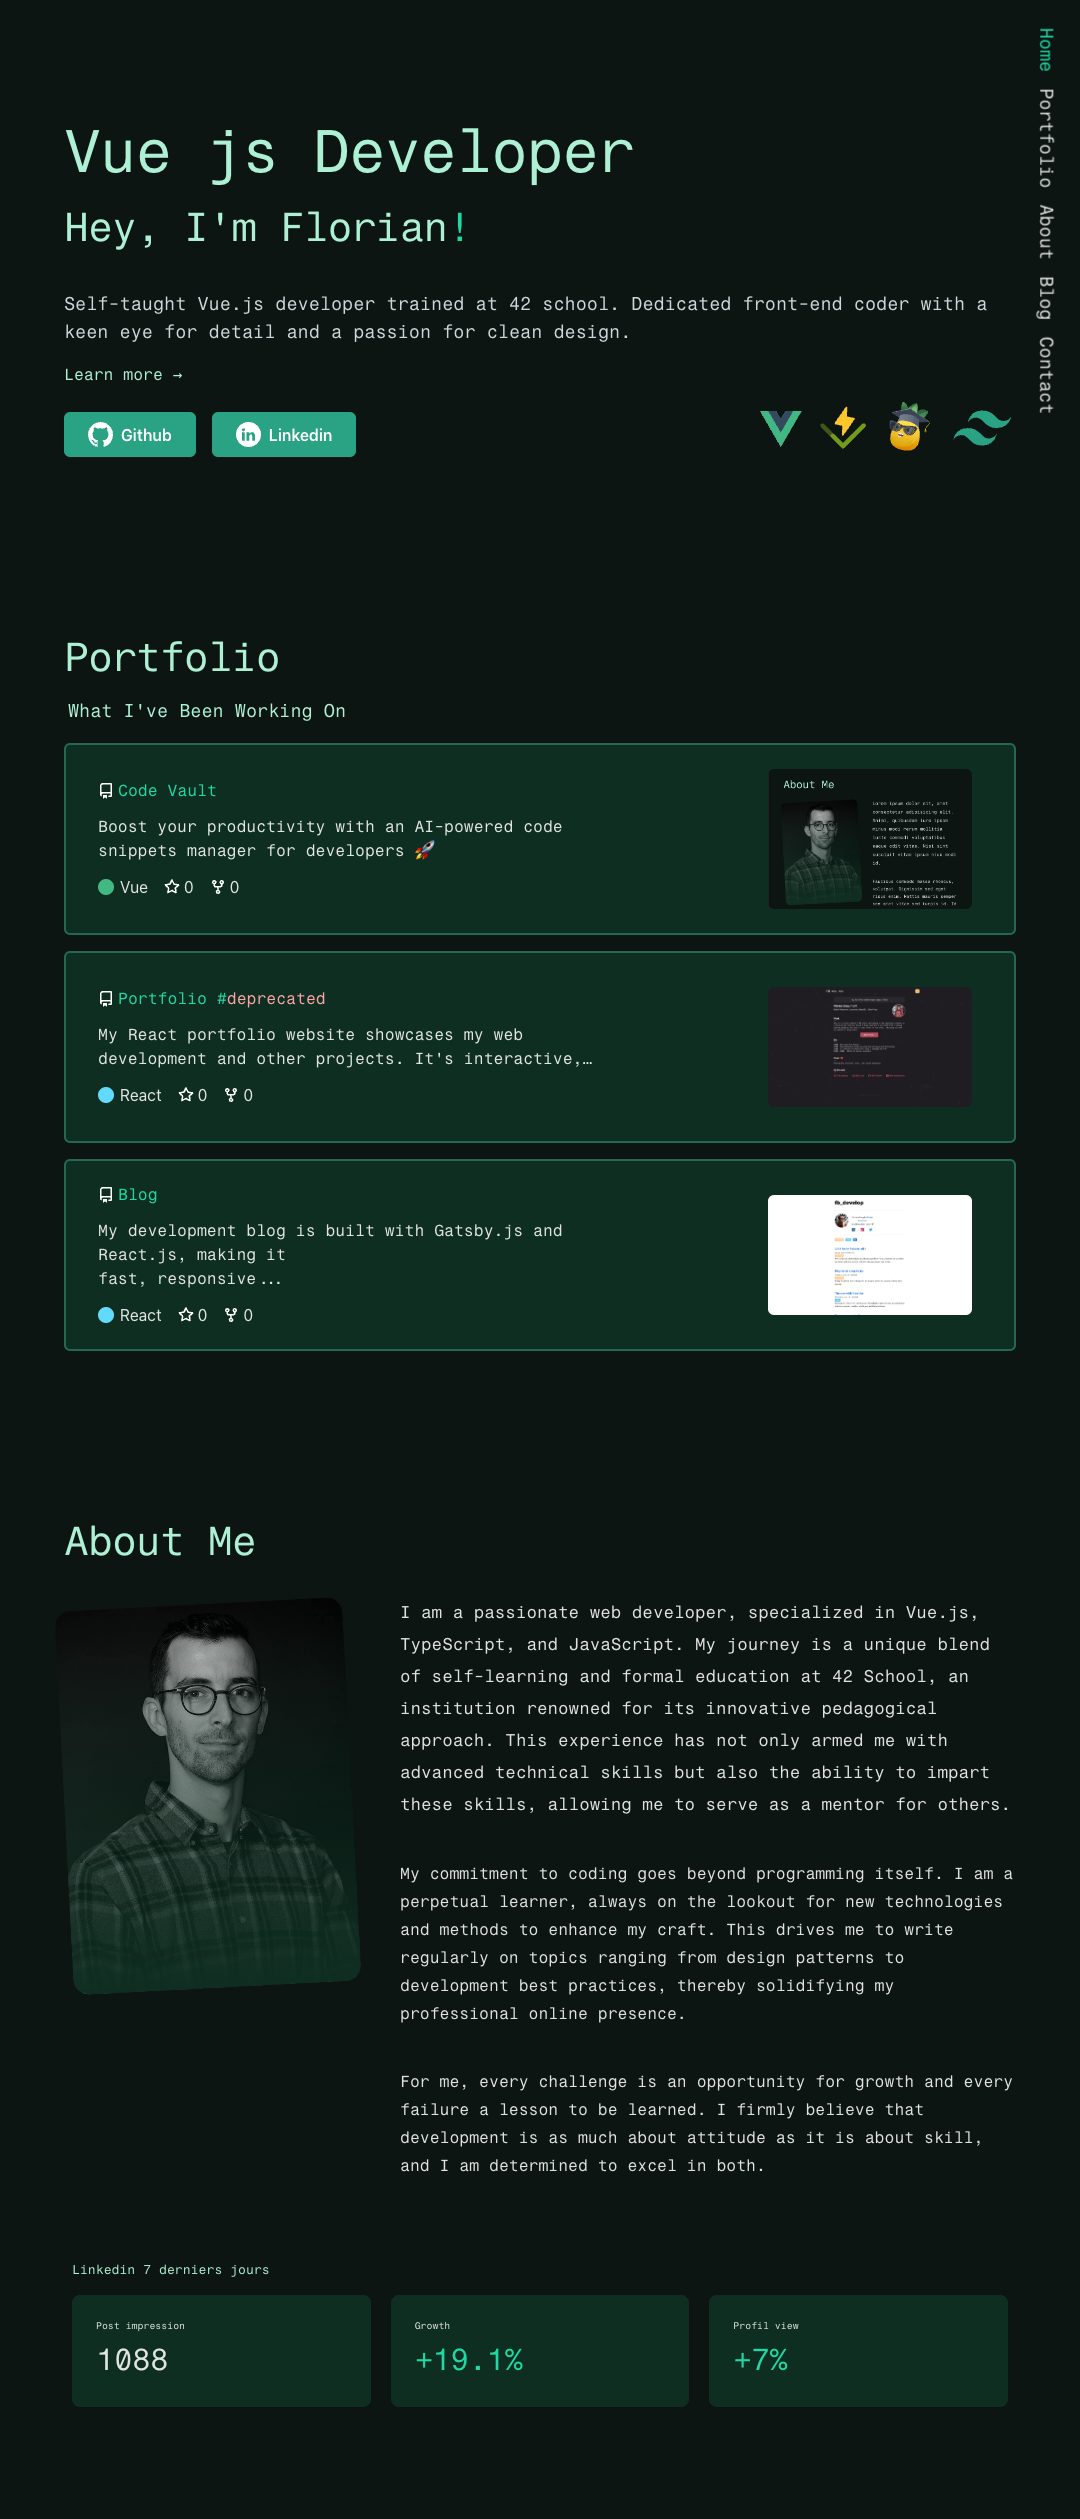 Home Portfolio About Blog Contact
Vue js Developer
Hey, I'm Florian!
Self-taught Vue.js developer trained at 42 school. Dedicated front-end coder with a
keen eye for detail and a passion for clean design.
Learn more →
Github
Linkedin
Portfolio
What I've Been Working On
Code Vault
Boost your productivity with an AI-powered code
snippets manager for developers 🚀
Vue 0 0
About Me
Portfolio #deprecated
My React portfolio website showcases my web
development and other projects. It's interactive,…
React 0 0
Blog
My development blog is built with Gatsby.js and
React.js, making it
fast, responsive...
React 0 0
fb_develop
About Me
I am a passionate web developer, specialized in Vue.js,
TypeScript, and JavaScript. My journey is a unique blend
of self-learning and formal education at 42 School, an
institution renowned for its innovative pedagogical
approach. This experience has not only armed me with
advanced technical skills but also the ability to impart
these skills, allowing me to serve as a mentor for others.
My commitment to coding goes beyond programming itself. I am a
perpetual learner, always on the lookout for new technologies
and methods to enhance my craft. This drives me to write
regularly on topics ranging from design patterns to
development best practices, thereby solidifying my
professional online presence.
For me, every challenge is an opportunity for growth and every
failure a lesson to be learned. I firmly believe that
development is as much about attitude as it is about skill,
and I am determined to excel in both.
Linkedin 7 derniers jours
Post impression
1088
Growth
+19.1%
Profil view
+7%